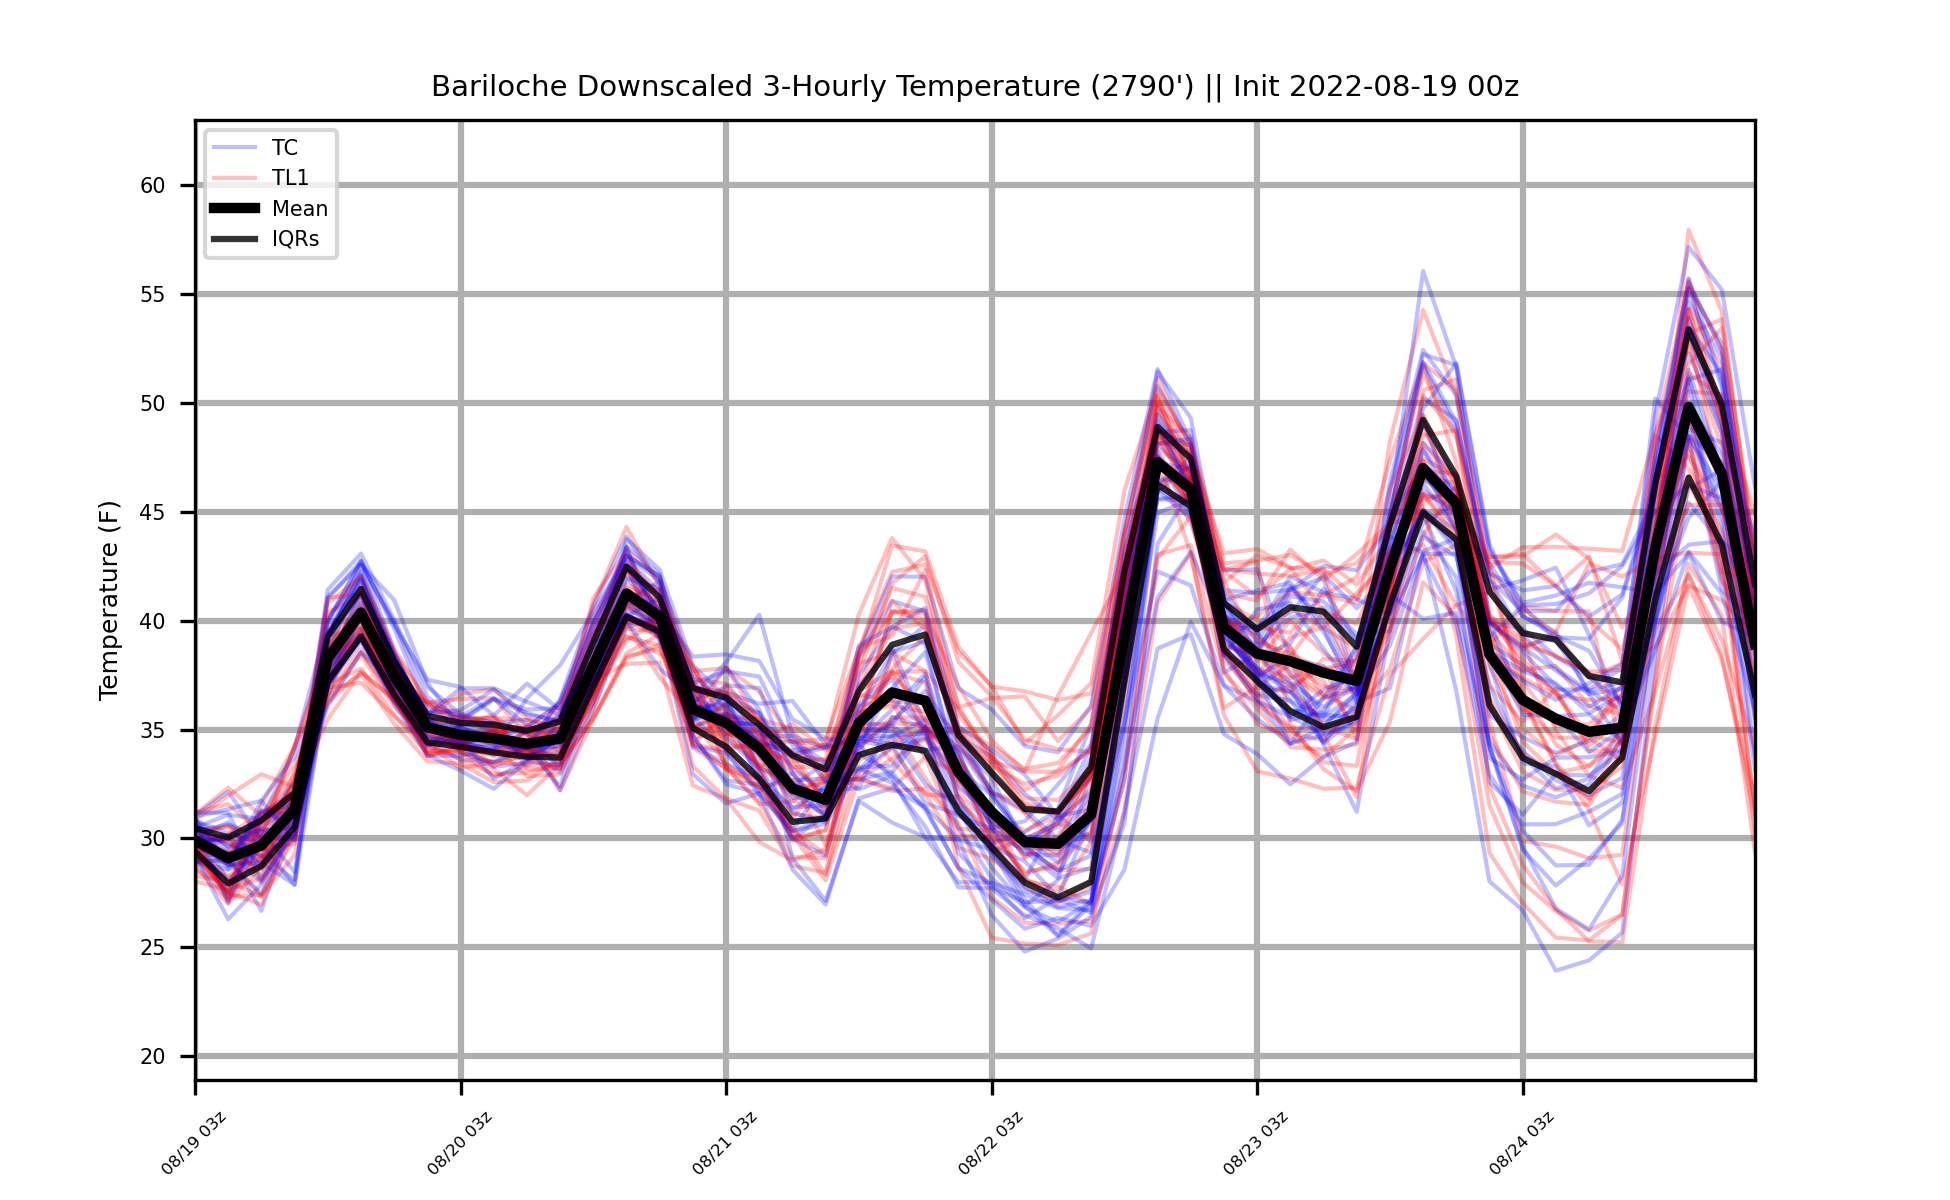 Bariloche Downscaled 3-Hourly Temperature (2790') || Init 2022-08-19 00z
TC
TL1
Mean
IQRs
Temperature (F)
60
55
50
45
40
35
30
25
20
08/19 03z
08/20 03z
08/21 03z
08/22 03z
08/23 03z
08/24 03z